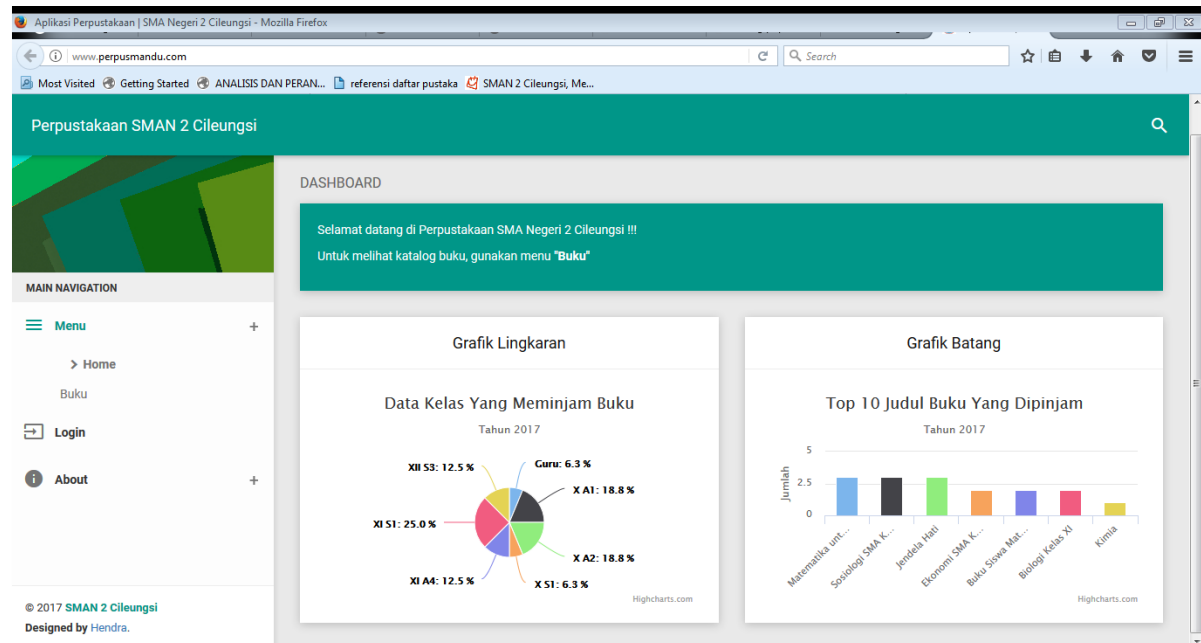 Aplikasi Perpustakaan | SMA Negeri 2 Cileungsi - Mozilla Firefox
www.perpusmandu.com
Search
Most Visited Getting Started ANALISIS DAN PERAN... referensi daftar pustaka SMAN 2 Cileungsi, Me...
Perpustakaan SMAN 2 Cileungsi
MAIN NAVIGATION
Menu +
> Home
Buku
Login
About +
© 2017 SMAN 2 Cileungsi
Designed by Hendra.
DASHBOARD
Selamat datang di Perpustakaan SMA Negeri 2 Cileungsi !!!
Untuk melihat katalog buku, gunakan menu "Buku"
Grafik Lingkaran
Data Kelas Yang Meminjam Buku
Tahun 2017
Guru: 6.3 %
X A1: 18.8 %
X A2: 18.8 %
X S1: 6.3 %
XI A4: 12.5 %
XI S1: 25.0 %
XII S3: 12.5 %
Highcharts.com
Grafik Batang
Top 10 Judul Buku Yang Dipinjam
Tahun 2017
Jumlah
5
2.5
0
Matematika unt...
Sosiologi SMA K...
Jendela Hati
Ekonomi SMA K...
Buku Siswa Mat...
Biologi Kelas XI
Kimia
Highcharts.com